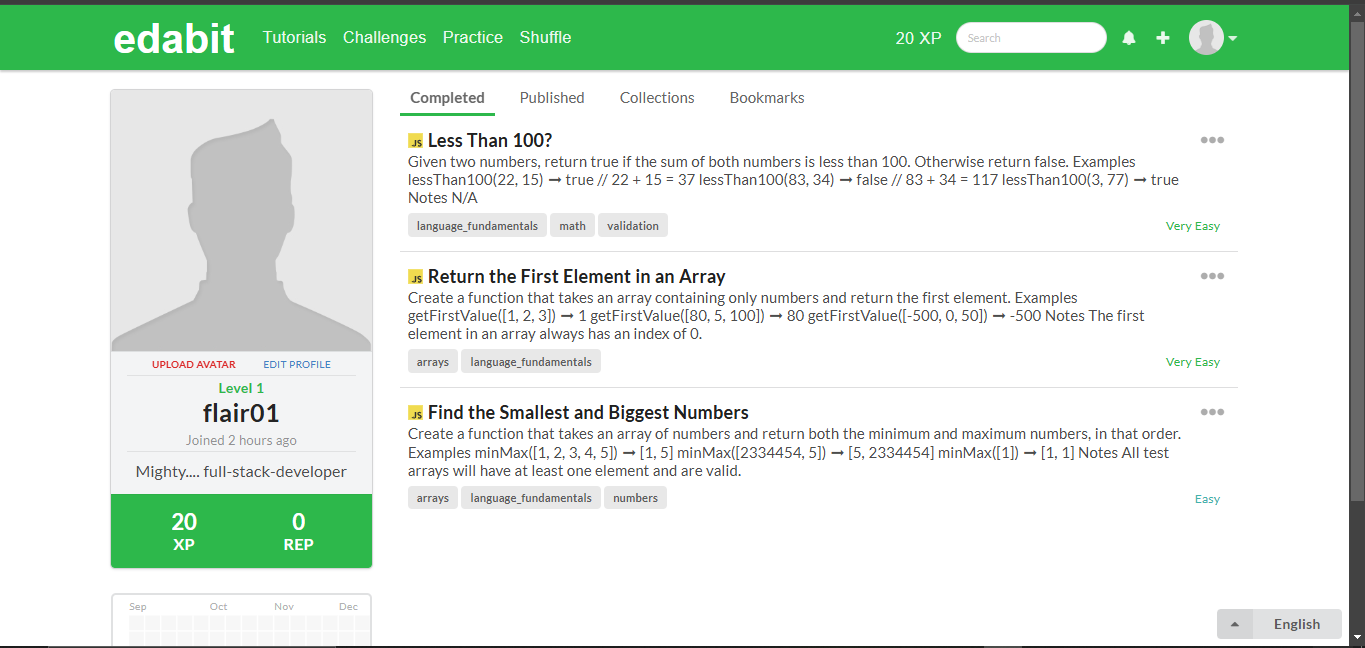 edabit Tutorials Challenges Practice Shuffle 20 XP Search
Completed Published Collections Bookmarks
JS Less Than 100?
Given two numbers, return true if the sum of both numbers is less than 100. Otherwise return false. Examples
lessThan100(22, 15) ➞ true // 22 + 15 = 37 lessThan100(83, 34) ➞ false // 83 + 34 = 117 lessThan100(3, 77) ➞ true
Notes N/A
language_fundamentals math validation Very Easy
JS Return the First Element in an Array
Create a function that takes an array containing only numbers and return the first element. Examples
getFirstValue([1, 2, 3]) ➞ 1 getFirstValue([80, 5, 100]) ➞ 80 getFirstValue([-500, 0, 50]) ➞ -500 Notes The first
element in an array always has an index of 0.
arrays language_fundamentals Very Easy
JS Find the Smallest and Biggest Numbers
Create a function that takes an array of numbers and return both the minimum and maximum numbers, in that order.
Examples minMax([1, 2, 3, 4, 5]) ➞ [1, 5] minMax([2334454, 5]) ➞ [5, 2334454] minMax([1]) ➞ [1, 1] Notes All test
arrays will have at least one element and are valid.
arrays language_fundamentals numbers Easy
UPLOAD AVATAR EDIT PROFILE
Level 1
flair01
Joined 2 hours ago
Mighty.... full-stack-developer
20 0
XP REP
Sep Oct Nov Dec
English